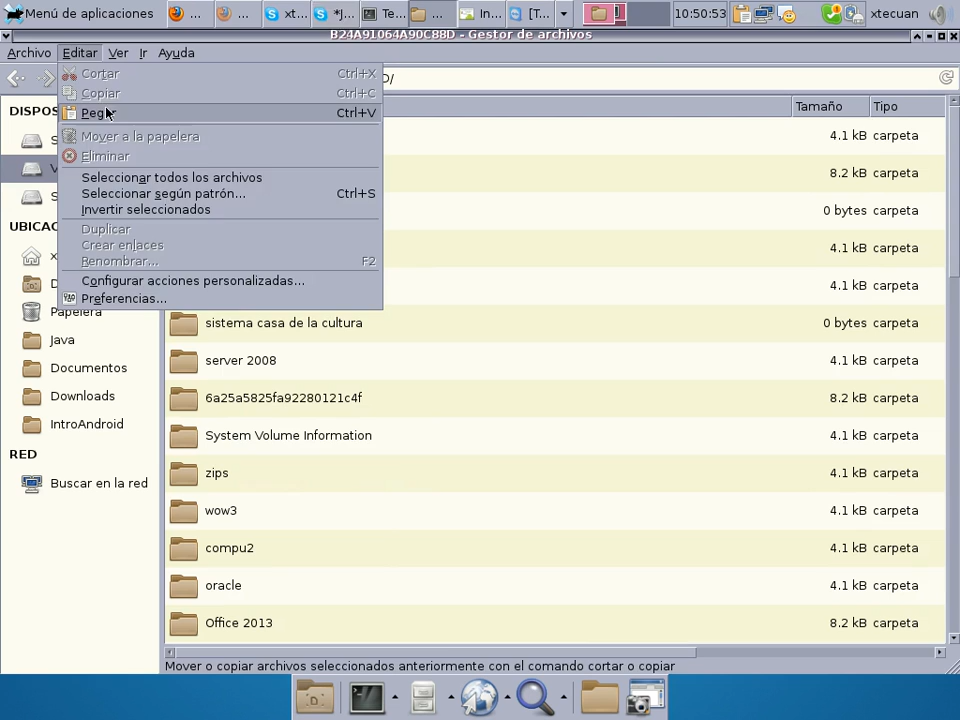 Menú de aplicaciones ... ... xt... *J... Te... ... In... [T... 10:50:53 xtecuan
B24A91064A90C88D - Gestor de archivos
Archivo Editar Ver Ir Ayuda
Cortar Ctrl+X
D/
Copiar Ctrl+C
DISPOS
Pegar Ctrl+V
Tamaño Tipo
Mover a la papelera
4.1 kB carpeta
S
Eliminar
V
8.2 kB carpeta
Seleccionar todos los archivos
Seleccionar según patrón... Ctrl+S
S
Invertir seleccionados
0 bytes carpeta
UBICAC
Duplicar
Crear enlaces
4.1 kB carpeta
x
Renombrar... F2
Configurar acciones personalizadas...
D
4.1 kB carpeta
Preferencias...
Papelera
sistema casa de la cultura 0 bytes carpeta
Java
server 2008 4.1 kB carpeta
Documentos
6a25a5825fa92280121c4f 8.2 kB carpeta
Downloads
IntroAndroid
System Volume Information 4.1 kB carpeta
RED
zips 4.1 kB carpeta
Buscar en la red
wow3 4.1 kB carpeta
compu2 4.1 kB carpeta
oracle 4.1 kB carpeta
Office 2013 8.2 kB carpeta
Mover o copiar archivos seleccionados anteriormente con el comando cortar o copiar